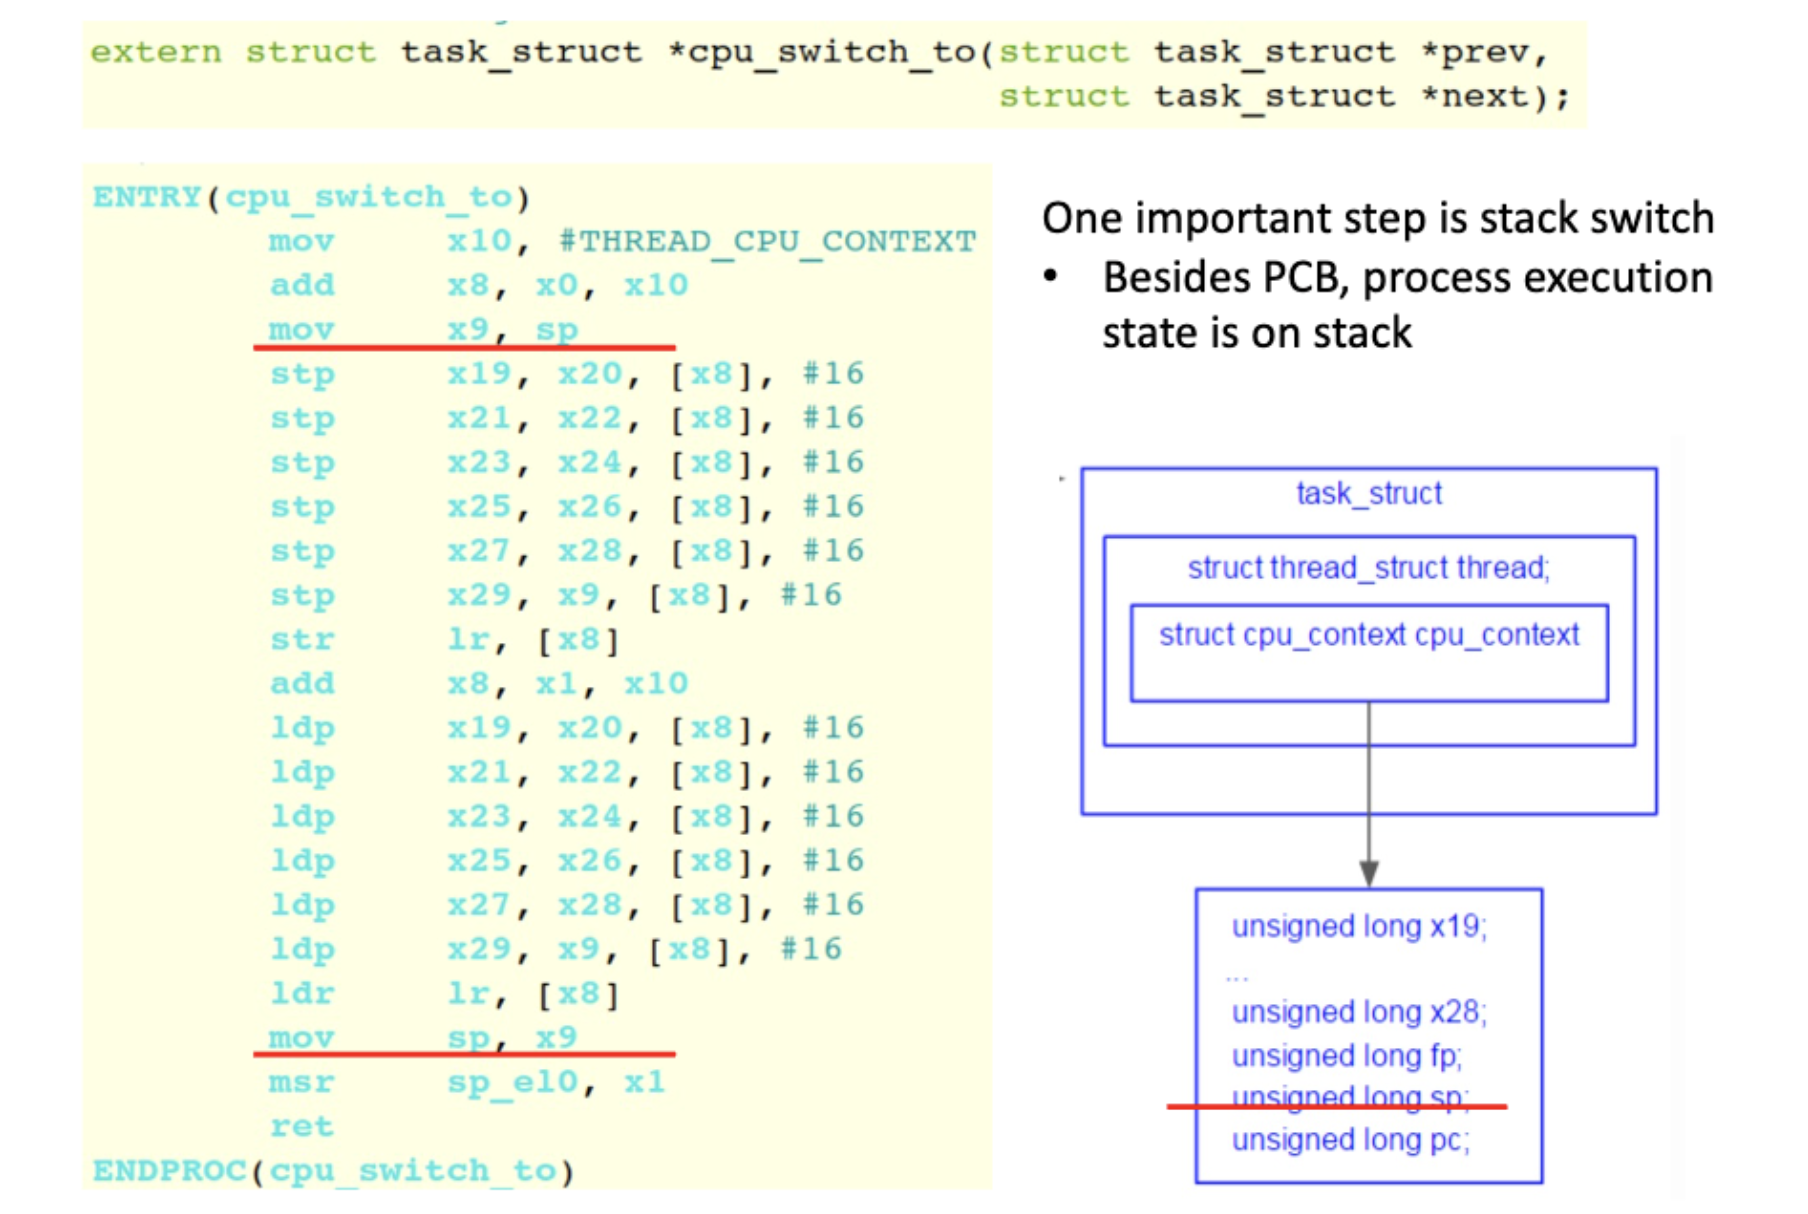 extern struct task_struct *cpu_switch_to(struct task_struct *prev,
struct task_struct *next);
ENTRY(cpu_switch_to)
mov x10, #THREAD_CPU_CONTEXT
add x8, x0, x10
mov x9, sp
stp x19, x20, [x8], #16
stp x21, x22, [x8], #16
stp x23, x24, [x8], #16
stp x25, x26, [x8], #16
stp x27, x28, [x8], #16
stp x29, x9, [x8], #16
str lr, [x8]
add x8, x1, x10
ldp x19, x20, [x8], #16
ldp x21, x22, [x8], #16
ldp x23, x24, [x8], #16
ldp x25, x26, [x8], #16
ldp x27, x28, [x8], #16
ldp x29, x9, [x8], #16
ldr lr, [x8]
mov sp, x9
msr sp_el0, x1
ret
ENDPROC(cpu_switch_to)
One important step is stack switch
• Besides PCB, process execution
state is on stack
task_struct
struct thread_struct thread;
struct cpu_context cpu_context
unsigned long x19;
...
unsigned long x28;
unsigned long fp;
unsigned long sp;
unsigned long pc;